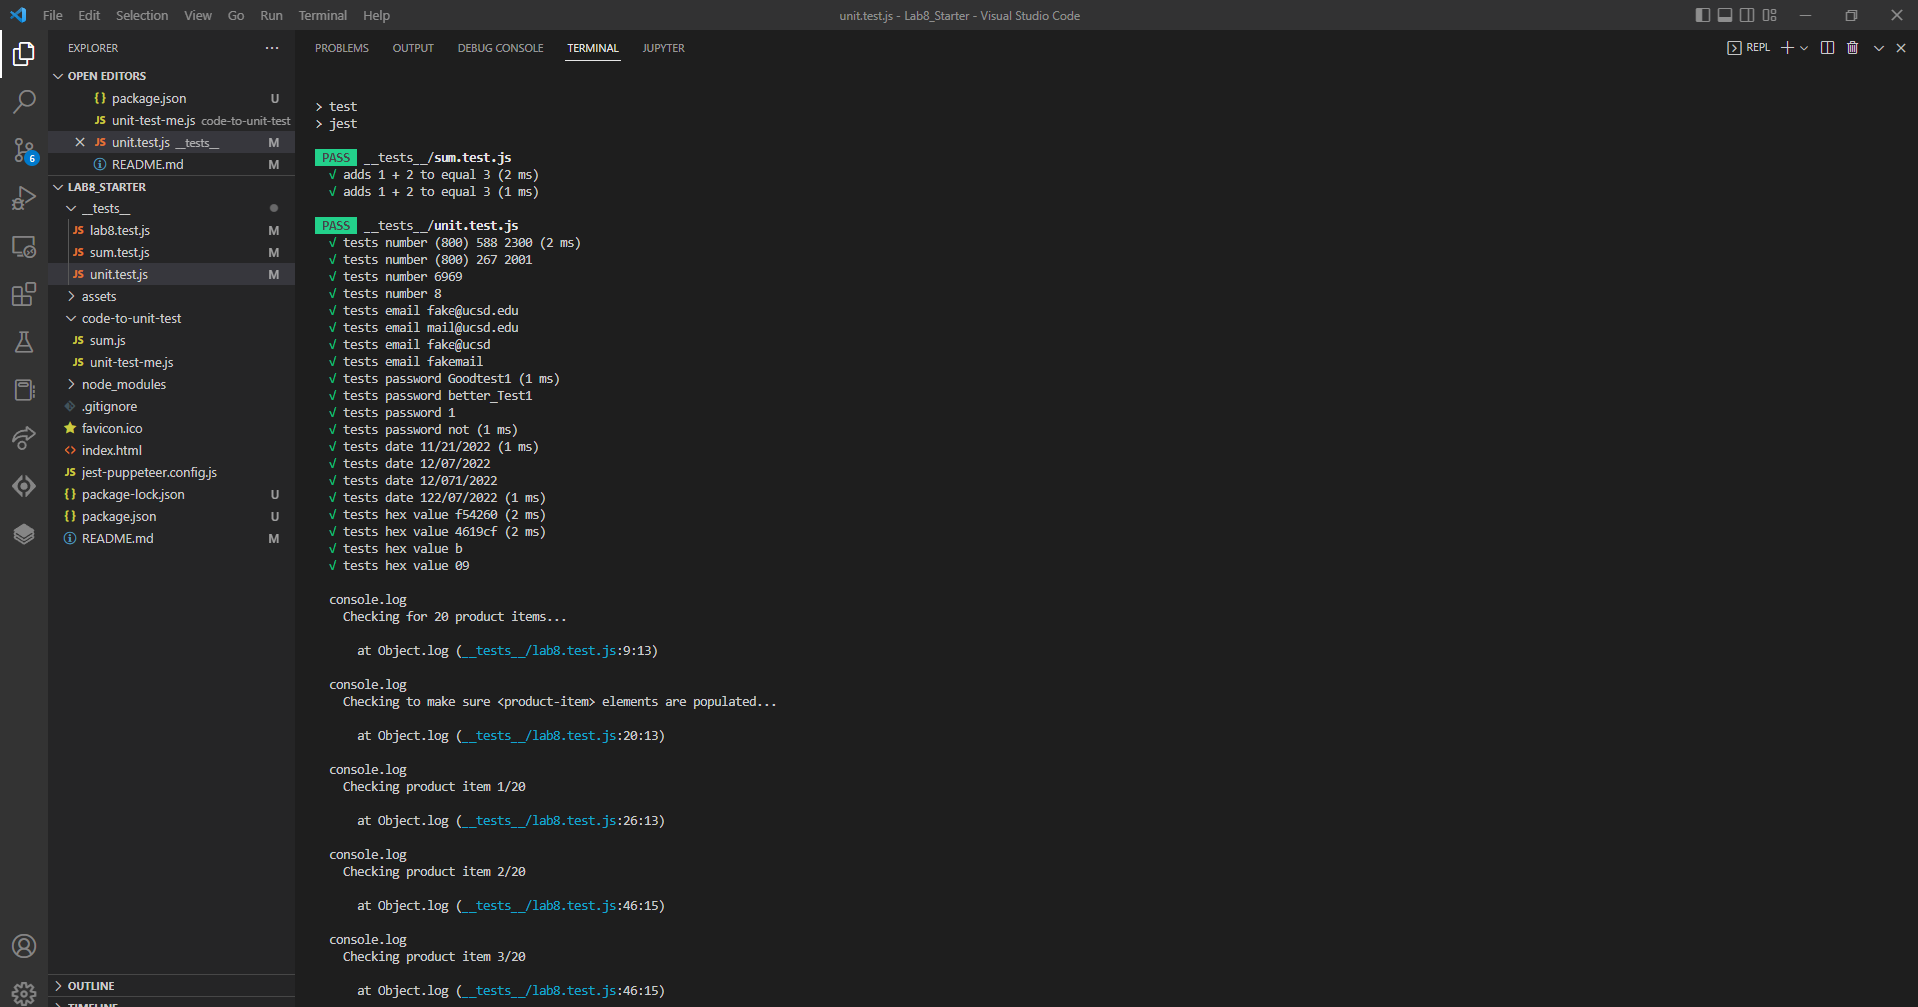 File Edit Selection View Go Run Terminal Help
unit.test.js - Lab8_Starter - Visual Studio Code
EXPLORER
OPEN EDITORS
{} package.json U
JS unit-test-me.js code-to-unit-test
JS unit.test.js __tests__ M
README.md M
LAB8_STARTER
__tests__
JS lab8.test.js M
JS sum.test.js M
JS unit.test.js M
assets
code-to-unit-test
JS sum.js
JS unit-test-me.js
node_modules
.gitignore
favicon.ico
<> index.html
JS jest-puppeteer.config.js
{} package-lock.json U
{} package.json U
README.md M
OUTLINE
TIMELINE
6
PROBLEMS OUTPUT DEBUG CONSOLE TERMINAL JUPYTER
REPL
> test
> jest
PASS __tests__/sum.test.js
√ adds 1 + 2 to equal 3 (2 ms)
√ adds 1 + 2 to equal 3 (1 ms)
PASS __tests__/unit.test.js
√ tests number (800) 588 2300 (2 ms)
√ tests number (800) 267 2001
√ tests number 6969
√ tests number 8
√ tests email fake@ucsd.edu
√ tests email mail@ucsd.edu
√ tests email fake@ucsd
√ tests email fakemail
√ tests password Goodtest1 (1 ms)
√ tests password better_Test1
√ tests password 1
√ tests password not (1 ms)
√ tests date 11/21/2022 (1 ms)
√ tests date 12/07/2022
√ tests date 12/071/2022
√ tests date 122/07/2022 (1 ms)
√ tests hex value f54260 (2 ms)
√ tests hex value 4619cf (2 ms)
√ tests hex value b
√ tests hex value 09
console.log
Checking for 20 product items...
at Object.log (__tests__/lab8.test.js:9:13)
console.log
Checking to make sure <product-item> elements are populated...
at Object.log (__tests__/lab8.test.js:20:13)
console.log
Checking product item 1/20
at Object.log (__tests__/lab8.test.js:26:13)
console.log
Checking product item 2/20
at Object.log (__tests__/lab8.test.js:46:15)
console.log
Checking product item 3/20
at Object.log (__tests__/lab8.test.js:46:15)